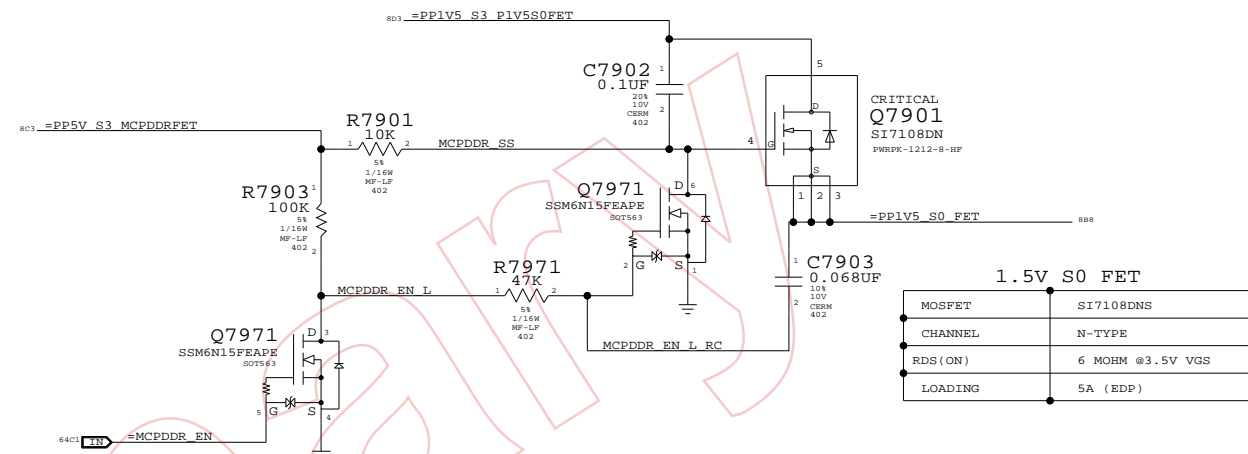 8D3 =PP1V5_S3_P1V5S0FET
C7902
0.1UF
20%
10V
CERM
402
1
2
5
D
CRITICAL
Q7901
SI7108DN
PWRPK-1212-8-HF
4
G
S
1 2 3
8C3 =PP5V_S3_MCPDDRFET
R7901
10K
1 2
5%
1/16W
MF-LF
402
MCPDDR_SS
R7903
100K
5%
1/16W
MF-LF
402
1
2
Q7971
SSM6N15FEAPE
SOT563
D 6
2 G S 1
=PP1V5_S0_FET 8B8
C7903
0.068UF
10%
10V
CERM
402
1
2
MCPDDR_EN_L
R7971
47K
1 2
5%
1/16W
MF-LF
402
MCPDDR_EN_L_RC
Q7971
SSM6N15FEAPE
SOT563
D 3
5 G S 4
64C1 IN =MCPDDR_EN
1.5V S0 FET
MOSFET SI7108DNS
CHANNEL N-TYPE
RDS(ON) 6 MOHM @3.5V VGS
LOADING 5A (EDP)
ary